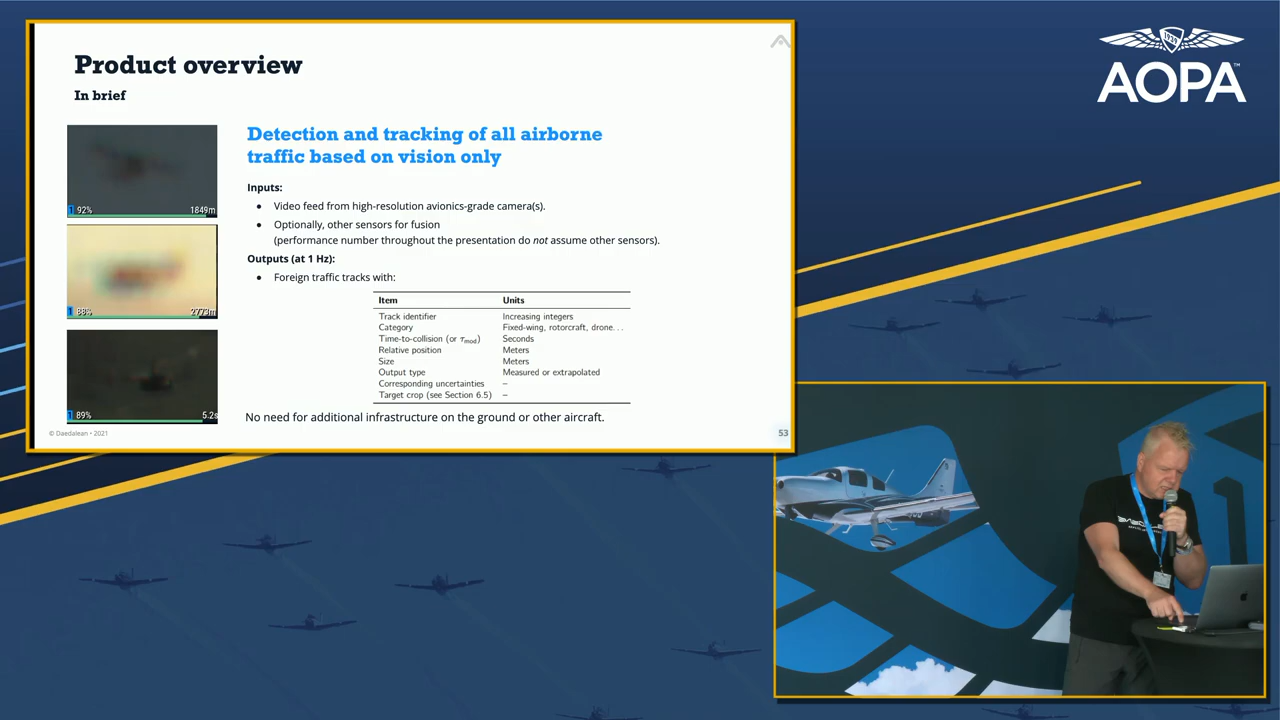 Product overview
In brief
Detection and tracking of all airborne
traffic based on vision only
Inputs:
● Video feed from high-resolution avionics-grade camera(s).
● Optionally, other sensors for fusion
(performance number throughout the presentation do not assume other sensors).
Outputs (at 1 Hz):
● Foreign traffic tracks with:
Item Units
Track identifier Increasing integers
Category Fixed-wing, rotorcraft, drone...
Time-to-collision (or τmod) Seconds
Relative position Meters
Size Meters
Output type Measured or extrapolated
Corresponding uncertainties –
Target crop (see Section 6.5) –
No need for additional infrastructure on the ground or other aircraft.
1 92% 1849m
1 88% 2773m
1 89% 5.2s
© Daedalean • 2021
53
1939
AOPA™